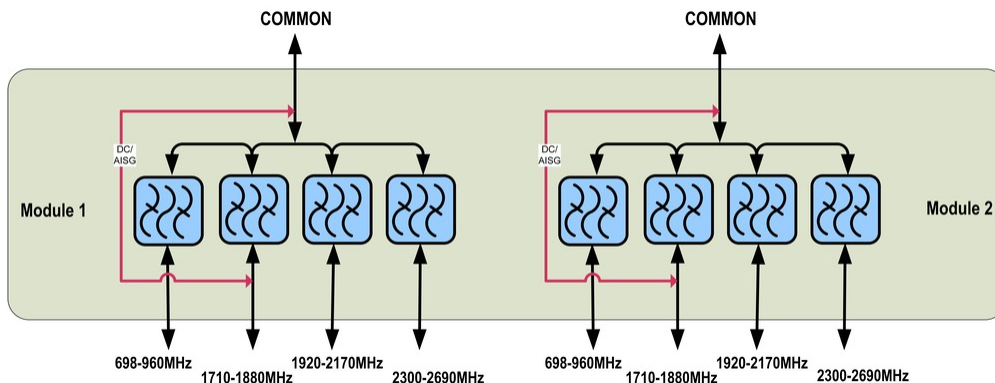 COMMON
COMMON
DC/
AISG
DC/
AISG
Module 1
Module 2
698-960MHz
1710-1880MHz
1920-2170MHz
2300-2690MHz
698-960MHz
1710-1880MHz
1920-2170MHz
2300-2690MHz